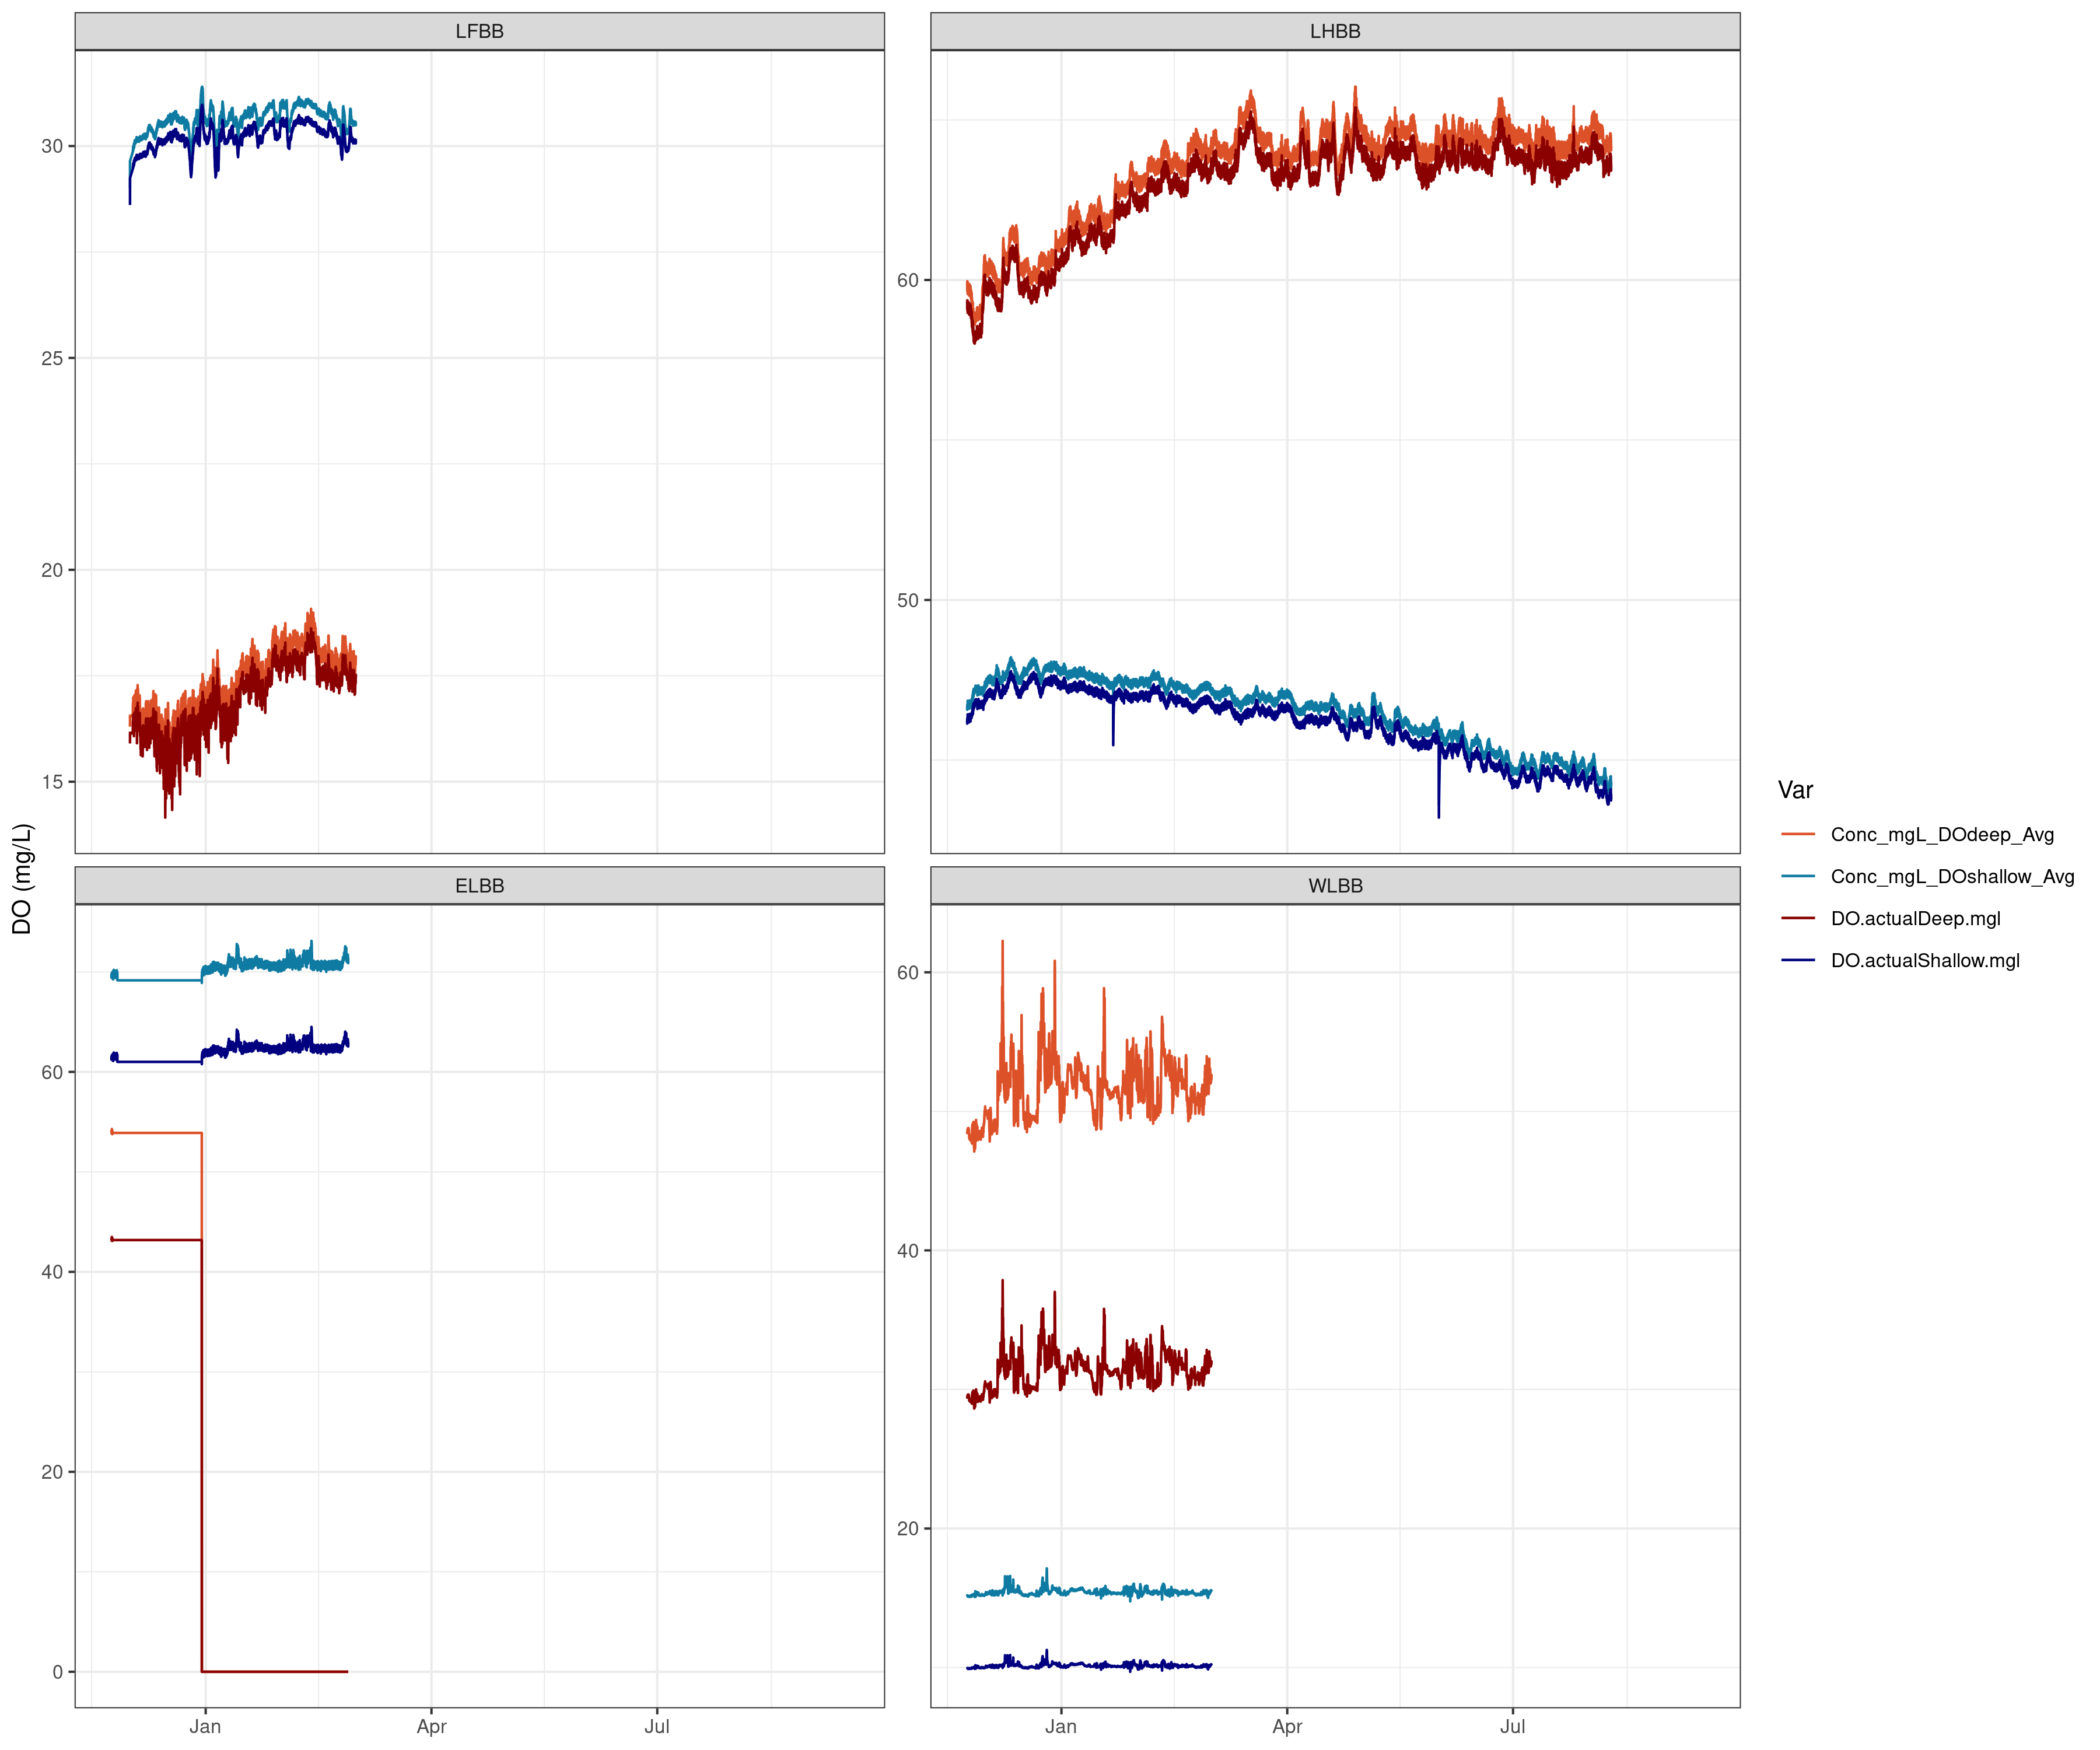 LFBB
LHBB
30
25
20
15
60
50
DO (mg/L)
ELBB
WLBB
60
40
20
0
60
40
20
Jan
Apr
Jul
Jan
Apr
Jul
Var
Conc_mgL_DOdeep_Avg
Conc_mgL_DOshallow_Avg
DO.actualDeep.mgl
DO.actualShallow.mgl